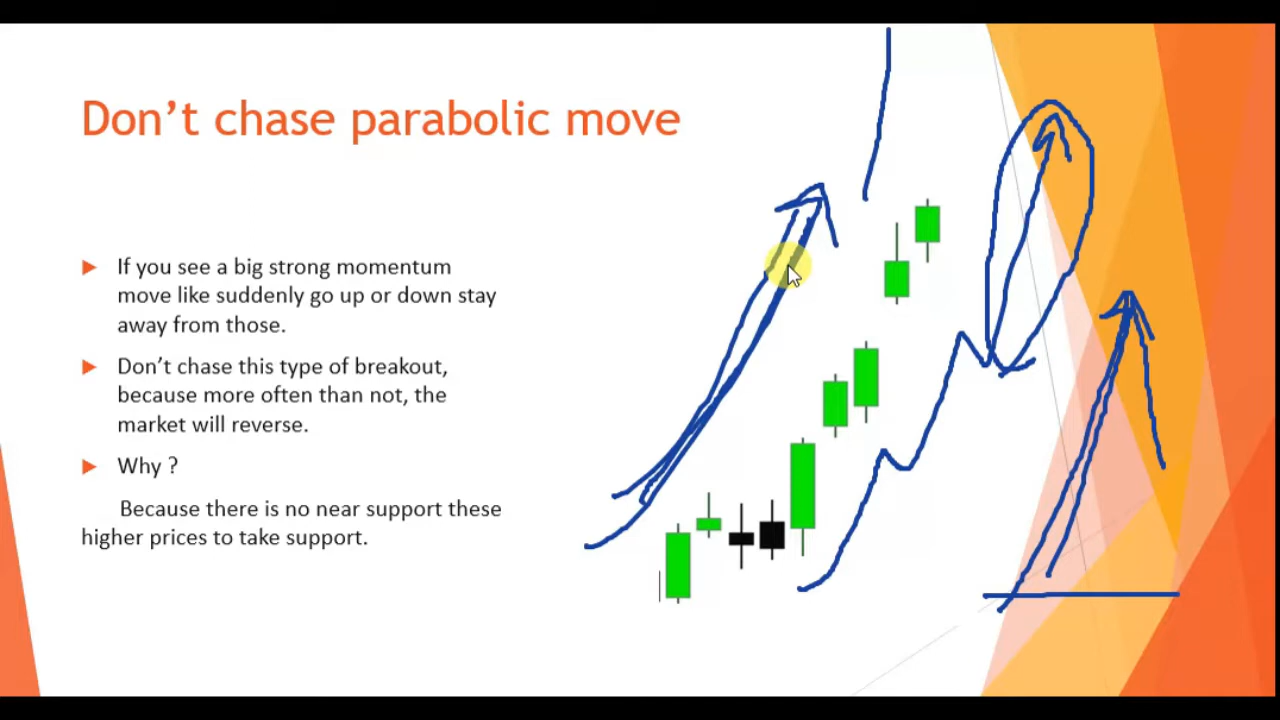 Don't chase parabolic move
If you see a big strong momentum
move like suddenly go up or down stay
away from those.
Don't chase this type of breakout,
because more often than not, the
market will reverse.
Why ?
Because there is no near support these
higher prices to take support.